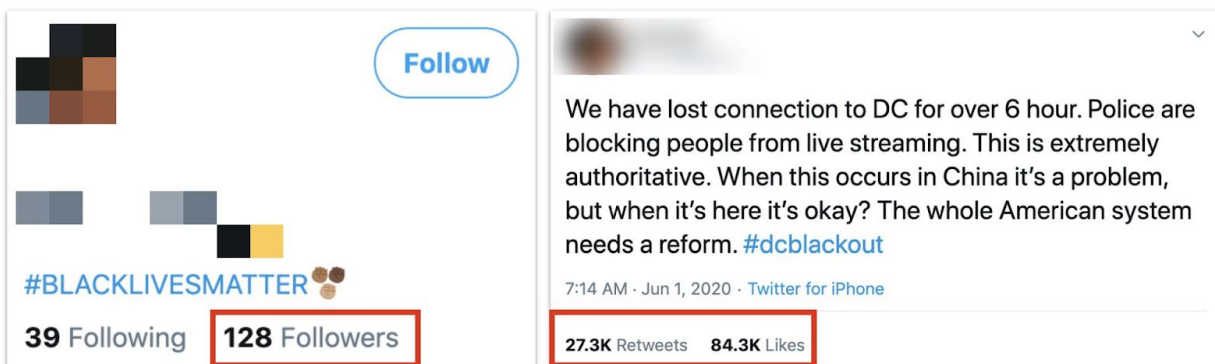 Follow
#BLACKLIVESMATTER
39 Following 128 Followers
We have lost connection to DC for over 6 hour. Police are
blocking people from live streaming. This is extremely
authoritative. When this occurs in China it's a problem,
but when it's here it's okay? The whole American system
needs a reform. #dcblackout
7:14 AM · Jun 1, 2020 · Twitter for iPhone
27.3K Retweets 84.3K Likes